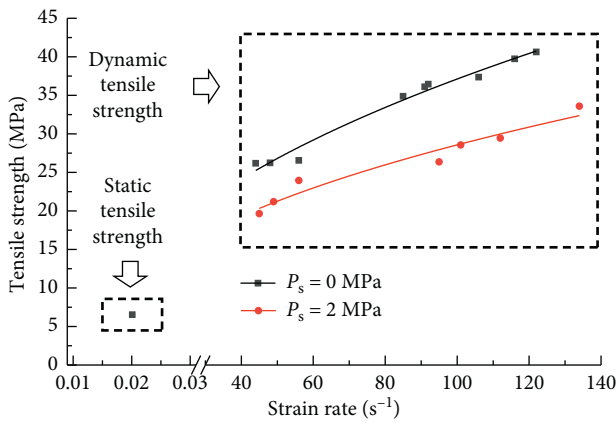 45
40
35
30
25
20
15
10
5
0
Tensile strength (MPa)
Dynamic
tensile
strength
Static
tensile
strength
Ps = 0 MPa
Ps = 2 MPa
0.01 0.02 0.03 40 60 80 100 120 140
Strain rate (s−1)